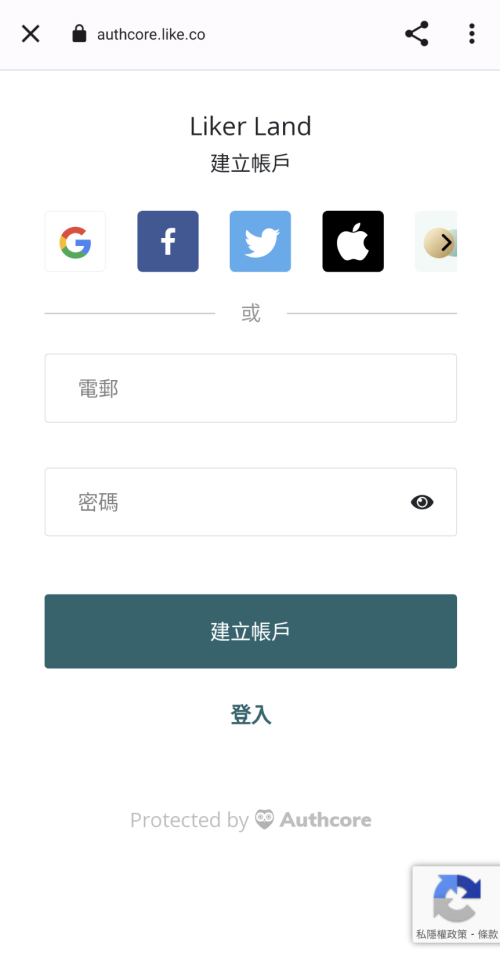 authcore.like.co
Liker Land
建立帳戶
或
電郵
密碼
建立帳戶
登入
Protected by Authcore
私隱權政策 - 條款